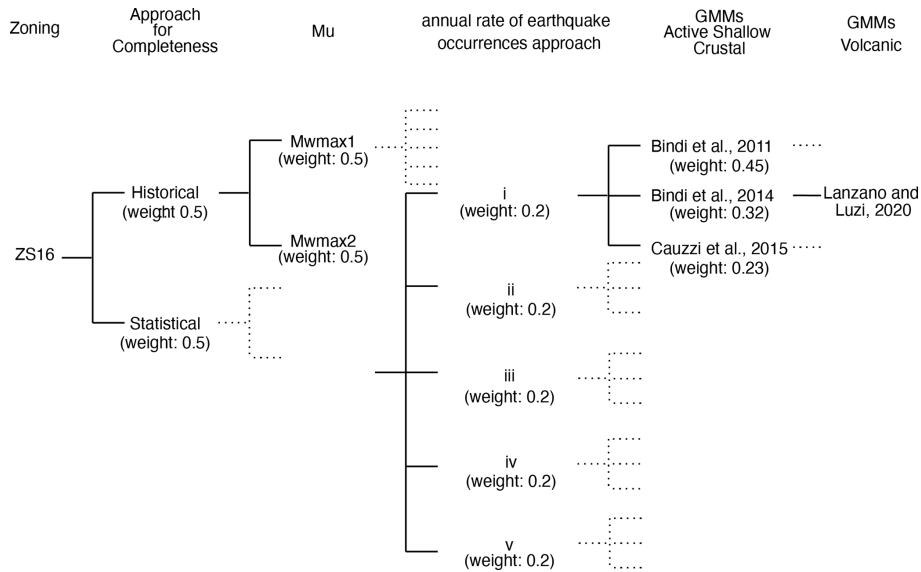 Zoning
Approach
for
Completeness
Mu
annual rate of earthquake
occurrences approach
GMMs
Active Shallow
Crustal
GMMs
Volcanic
ZS16
Historical
(weight: 0.5)
Statistical
(weight: 0.5)
Mwmax1
(weight: 0.5)
Mwmax2
(weight: 0.5)
i
(weight: 0.2)
ii
(weight: 0.2)
iii
(weight: 0.2)
iv
(weight: 0.2)
v
(weight: 0.2)
Bindi et al., 2011
(weight: 0.45)
Bindi et al., 2014
(weight: 0.32)
Cauzzi et al., 2015
(weight: 0.23)
Lanzano and
Luzi, 2020